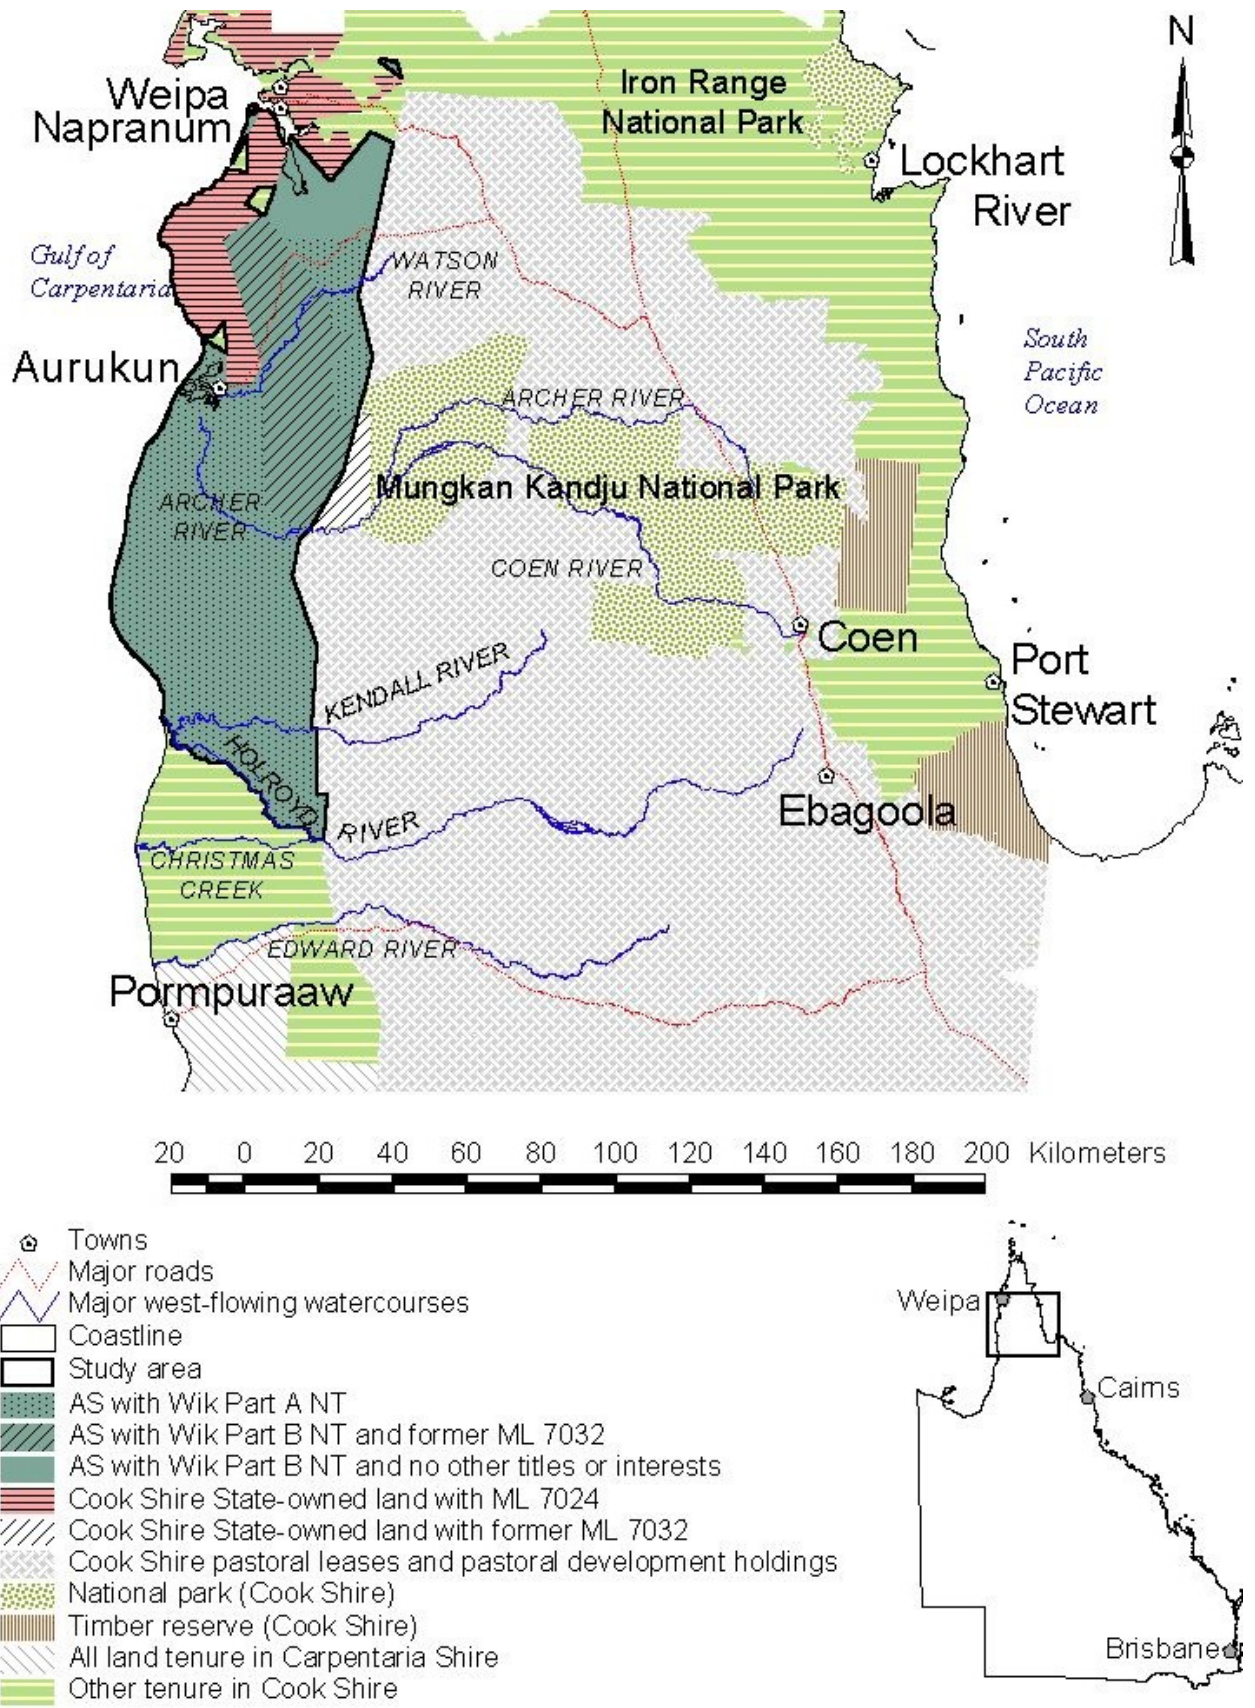 N
Iron Range
National Park
Weipa
Napranum
Lockhart
River
Gulf of
Carpentaria
WATSON
RIVER
South
Pacific
Ocean
Aurukun
ARCHER RIVER
Mungkan Kandju National Park
ARCHER
RIVER
COEN RIVER
Coen
KENDALL RIVER
Port
Stewart
HOLROYD
RIVER
Ebagoola
CHRISTMAS
CREEK
EDWARD RIVER
Pormpuraaw
20 0 20 40 60 80 100 120 140 160 180 200 Kilometers
Towns
Major roads
Major west-flowing watercourses
Coastline
Study area
AS with Wik Part A NT
AS with Wik Part B NT and former ML 7032
AS with Wik Part B NT and no other titles or interests
Cook Shire State-owned land with ML 7024
Cook Shire State-owned land with former ML 7032
Cook Shire pastoral leases and pastoral development holdings
National park (Cook Shire)
Timber reserve (Cook Shire)
All land tenure in Carpentaria Shire
Other tenure in Cook Shire
Weipa
Cairns
Brisbane